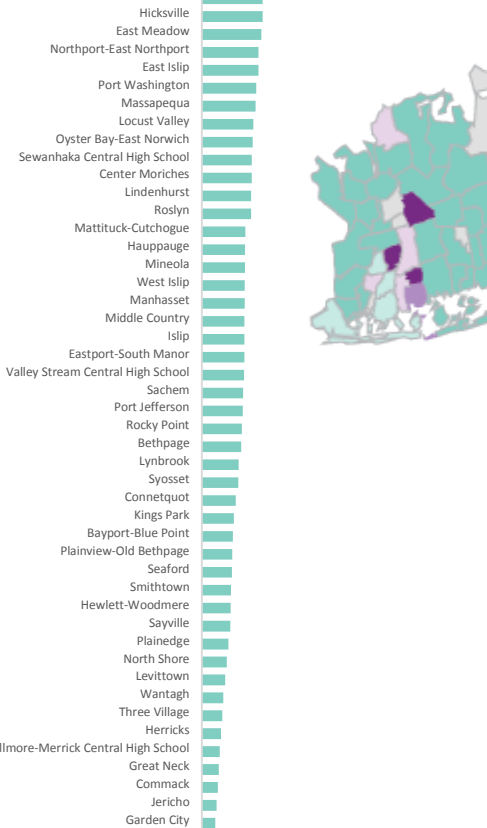 Hicksville
East Meadow
Northport-East Northport
East Islip
Port Washington
Massapequa
Locust Valley
Oyster Bay-East Norwich
Sewanhaka Central High School
Center Moriches
Lindenhurst
Roslyn
Mattituck-Cutchogue
Hauppauge
Mineola
West Islip
Manhasset
Middle Country
Islip
Eastport-South Manor
Valley Stream Central High School
Sachem
Port Jefferson
Rocky Point
Bethpage
Lynbrook
Syosset
Connetquot
Kings Park
Bayport-Blue Point
Plainview-Old Bethpage
Seaford
Smithtown
Hewlett-Woodmere
Sayville
Plainedge
North Shore
Levittown
Wantagh
Three Village
Herricks
llmore-Merrick Central High School
Great Neck
Commack
Jericho
Garden City